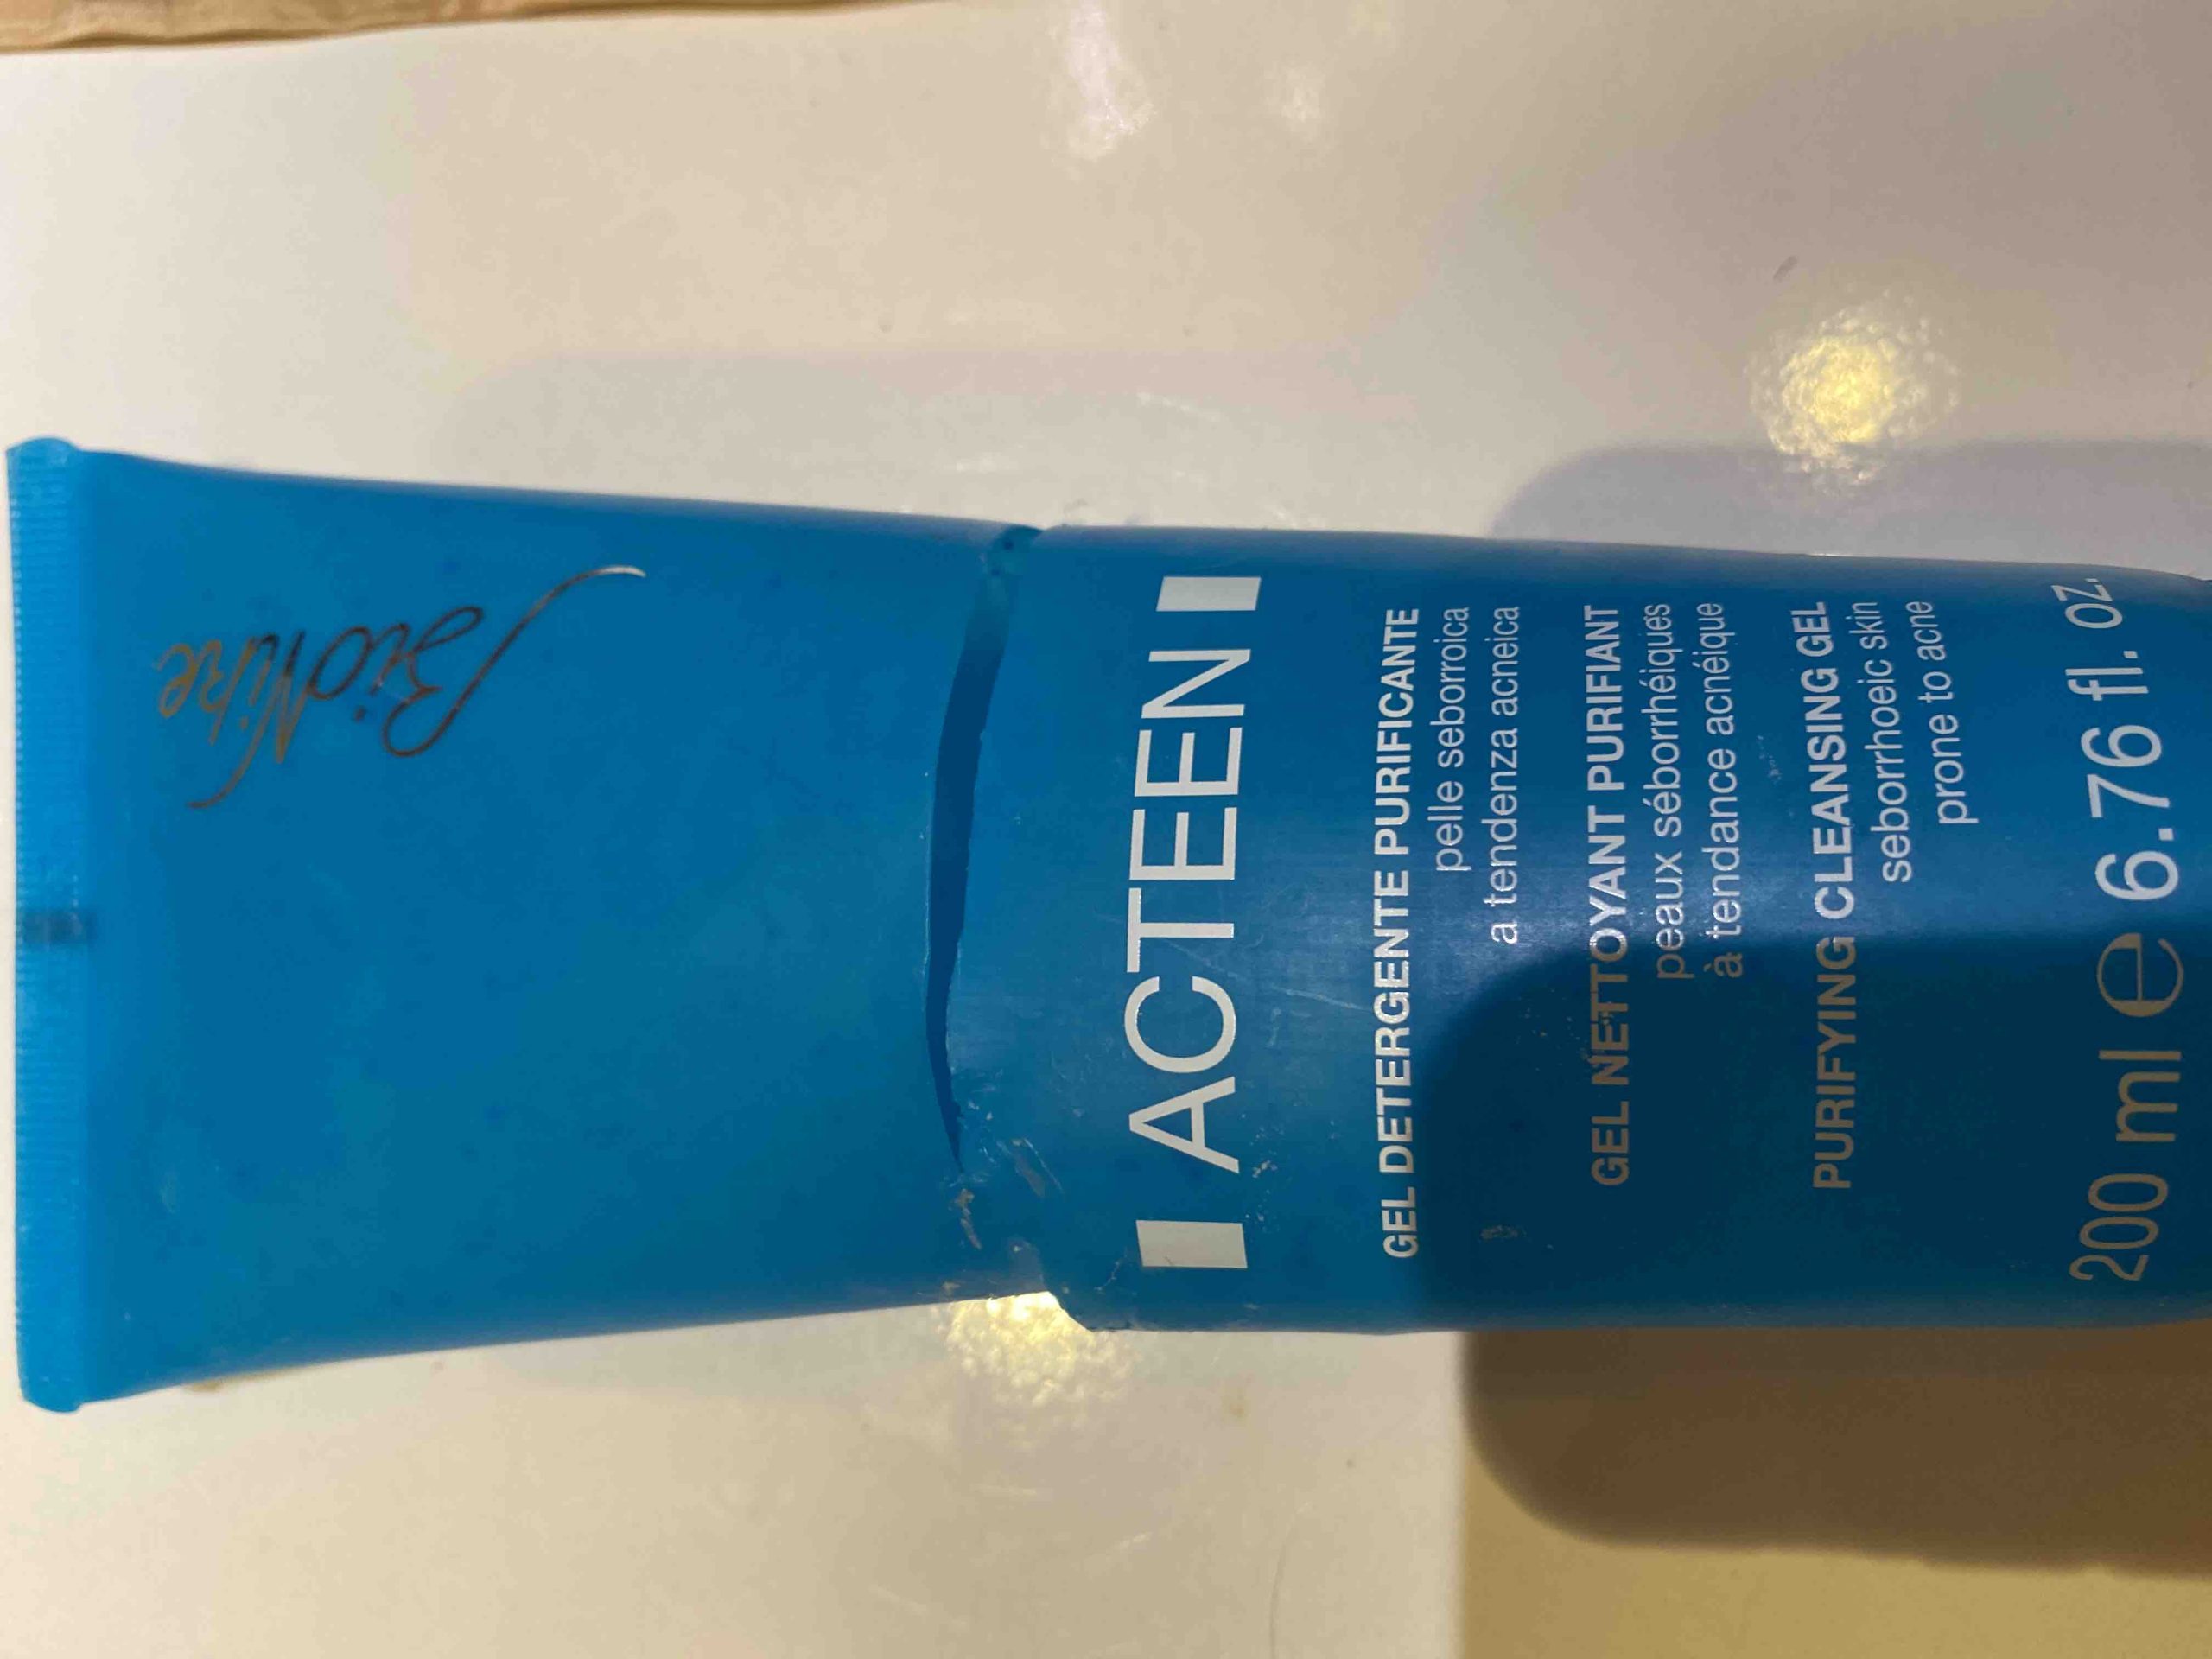 BioNike
ACTEEN
GEL DETERGENTE PURIFICANTE
pelle seborroica
a tendenza acneica
GEL NETTOYANT PURIFIANT
peaux séborrhéiques
à tendance acnéique
PURIFYING CLEANSING GEL
seborrhoeic skin
prone to acne
200 ml e 6.76 fl. oz.